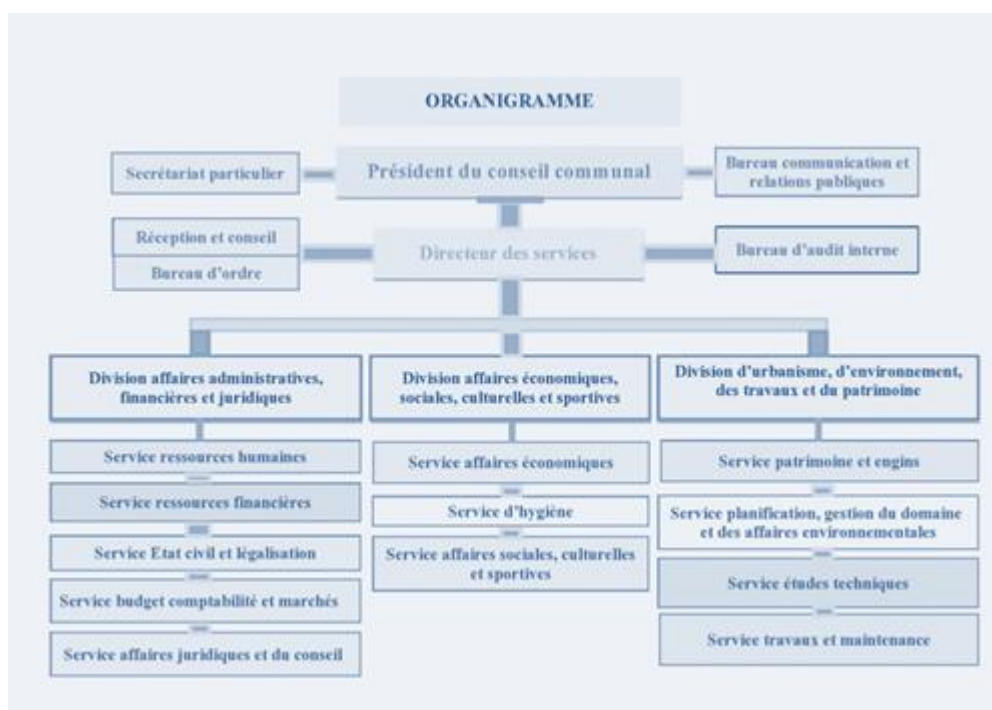 ORGANIGRAMME
Secrétariat particulier
Président du conseil communal
Bureau communication et
relations publiques
Réception et conseil
Bureau d'ordre
Directeur des services
Bureau d'audit interne
Division affaires administratives,
financières et juridiques
Division affaires économiques,
sociales, culturelles et sportives
Division d'urbanisme, d'environnement,
des travaux et du patrimoine
Service ressources humaines
Service ressources financières
Service Etat civil et légalisation
Service budget comptabilité et marchés
Service affaires juridiques et du conseil
Service affaires économiques
Service d'hygiène
Service affaires sociales, culturelles
et sportives
Service patrimoine et engins
Service planification, gestion du domaine
et des affaires environnementales
Service études techniques
Service travaux et maintenance